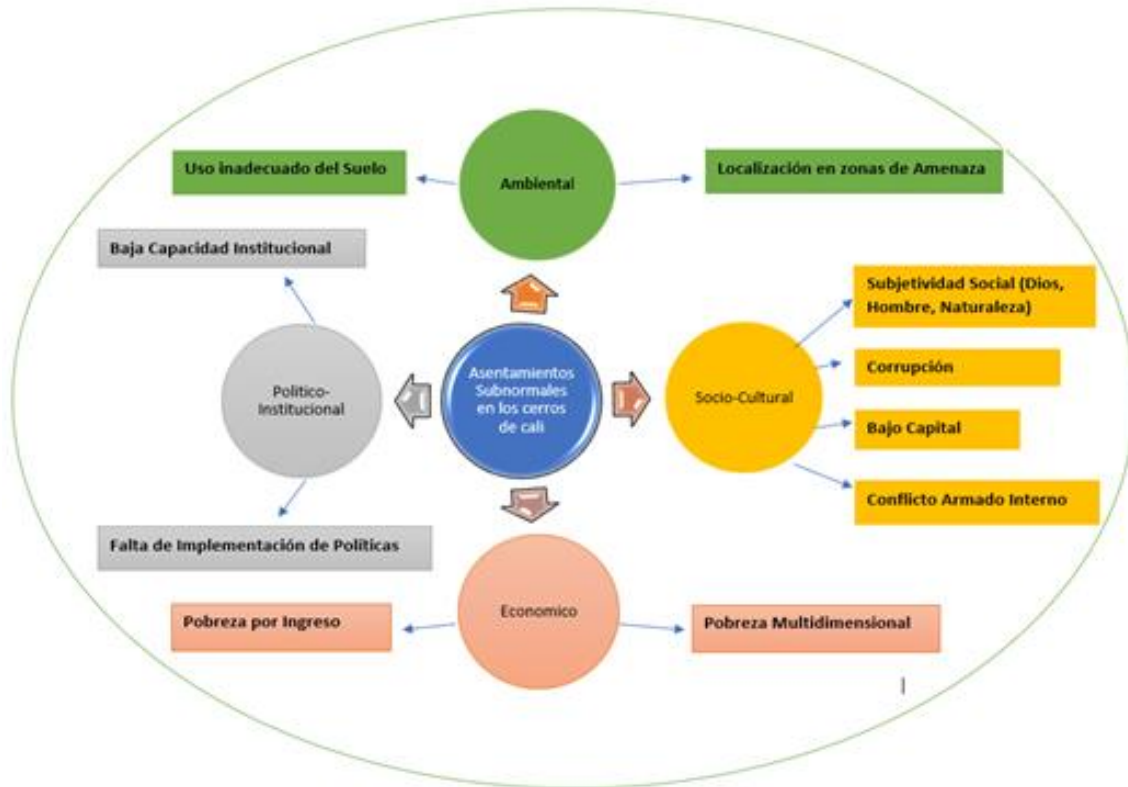 Ambiental
Uso inadecuado del Suelo
Localización en zonas de Amenaza
Baja Capacidad Institucional
Político-
Institucional
Falta de Implementación de Políticas
Asentamientos
Subnormales
en los cerros
de cali
Socio-Cultural
Subjetividad Social (Dios,
Hombre, Naturaleza)
Corrupción
Bajo Capital
Conflicto Armado Interno
Economico
Pobreza por Ingreso
Pobreza Multidimensional